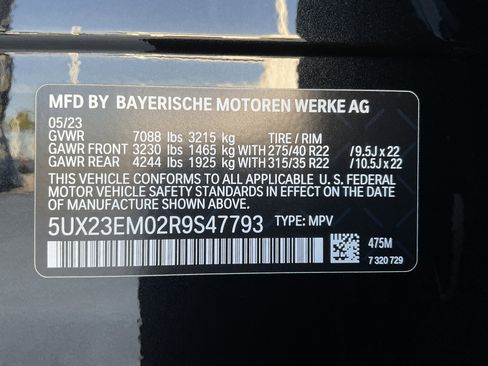 MFD BY BAYERISCHE MOTOREN WERKE AG
05/23
GVWR 7088 lbs 3215 kg TIRE / RIM
GAWR FRONT 3230 lbs 1465 kg WITH 275/40 R22 /9.5J x 22
GAWR REAR 4244 lbs 1925 kg WITH 315/35 R22 /10.5J x 22
THIS VEHICLE CONFORMS TO ALL APPLICABLE U. S. FEDERAL
MOTOR VEHICLE SAFETY STANDARDS IN EFFECT ON THE DATE
OF MANUFACTURE SHOWN ABOVE.
5UX23EM02R9S47793 TYPE: MPV
475M
7 320 729